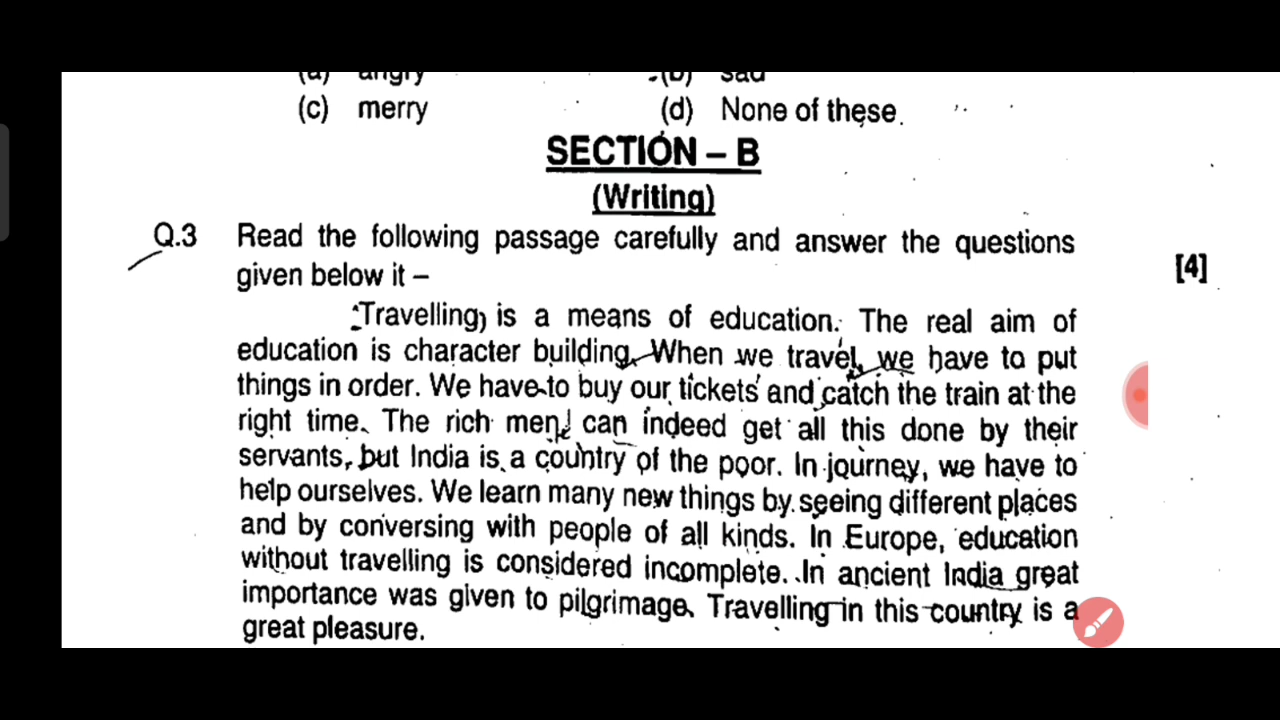 (a) angry (b) sad
(c) merry (d) None of these.
SECTION – B
(Writing)
Q.3 Read the following passage carefully and answer the questions [4]
given below it –
Travelling is a means of education. The real aim of
education is character building. When we travel, we have to put
things in order. We have to buy our tickets and catch the train at the
right time. The rich men can indeed get all this done by their
servants, but India is a country of the poor. In journey, we have to
help ourselves. We learn many new things by seeing different places
and by conversing with people of all kinds. In Europe, education
without travelling is considered incomplete. In ancient India great
importance was given to pilgrimage. Travelling in this country is a
great pleasure.